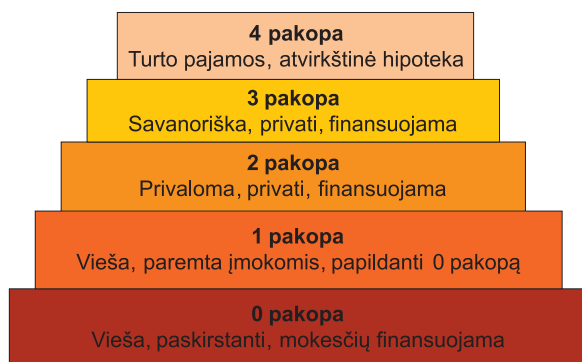 4 pakopa
Turto pajamos, atvirkštinė hipoteka
3 pakopa
Savanoriška, privati, finansuojama
2 pakopa
Privaloma, privati, finansuojama
1 pakopa
Vieša, paremta įmokomis, papildanti 0 pakopą
0 pakopa
Vieša, paskirstanti, mokesčių finansuojama